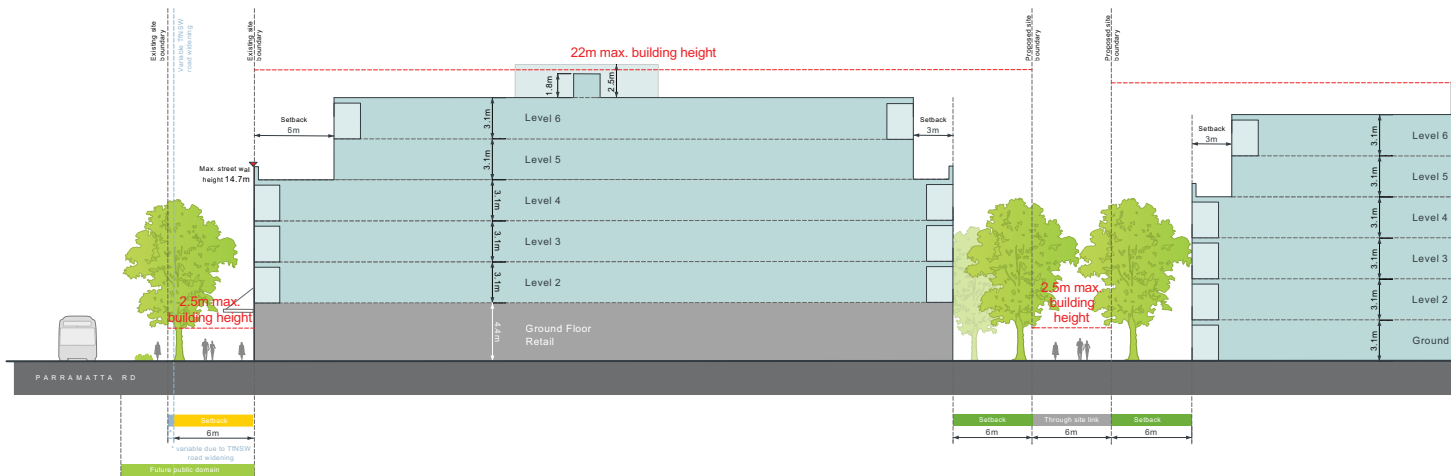 Existing site
boundary
Variable TfNSW
road widening
Existing site
boundary
22m max. building height
Proposed site
boundary
Proposed site
boundary
1.8m
2.5m
Setback
6m
3.1m
Level 6
Setback
3m
3.1m
Level 5
Max. street wall
height 14.7m
3.1m
Level 4
3.1m
Level 3
3.1m
Level 2
2.5m max.
building height
4.4m
Ground Floor
Retail
2.5m max.
building
height
Setback
3m
3.1m
Level 6
3.1m
Level 5
3.1m
Level 4
3.1m
Level 3
3.1m
Level 2
3.1m
Ground
PARRAMATTA RD
*
Setback
6m
* variable due to TfNSW
road widening
Future public domain
Setback
6m
Through site link
6m
Setback
6m